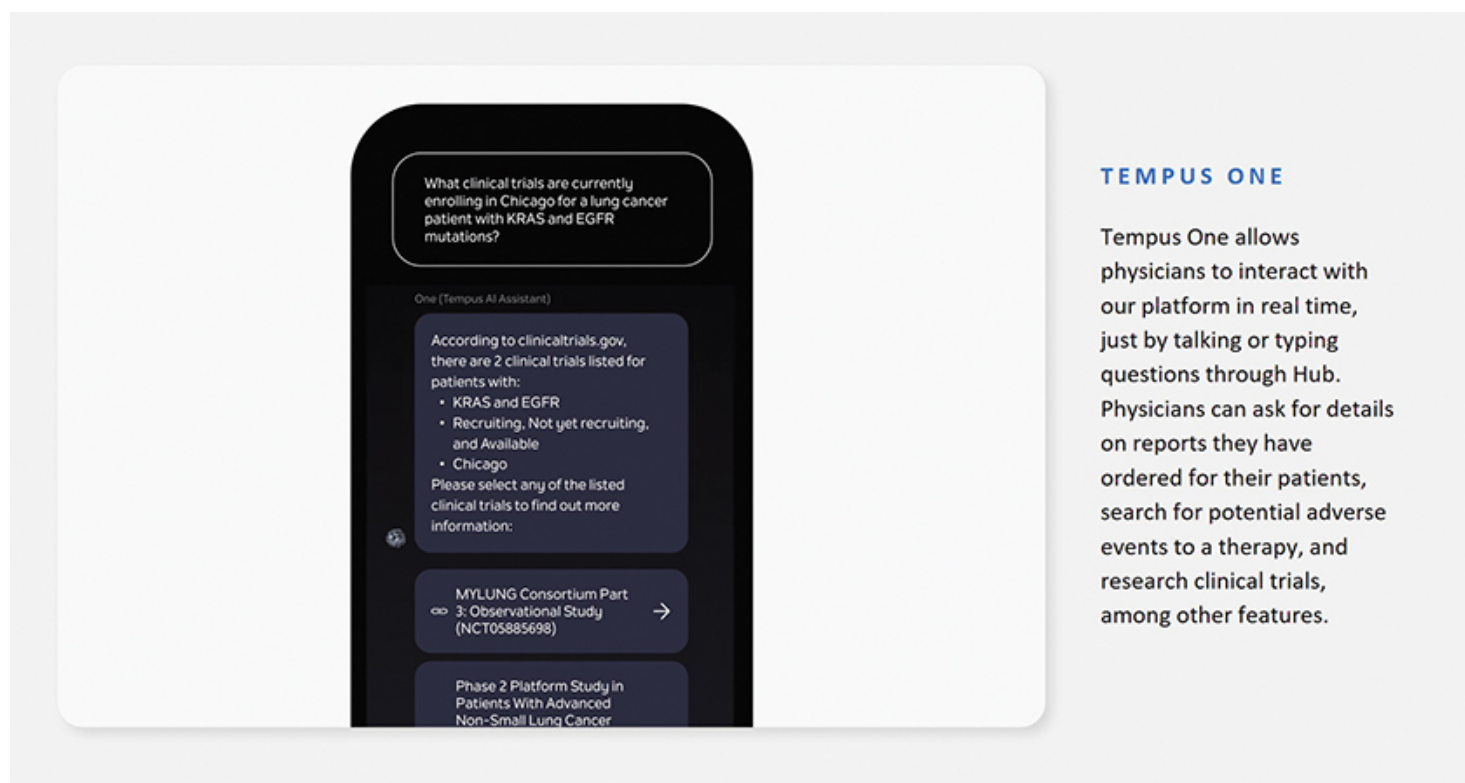 What clinical trials are currently
enrolling in Chicago for a lung cancer
patient with KRAS and EGFR
mutations?
One (Tempus AI Assistant)
According to clinicaltrials.gov,
there are 2 clinical trials listed for
patients with:
• KRAS and EGFR
• Recruiting, Not yet recruiting,
and Available
• Chicago
Please select any of the listed
clinical trials to find out more
information:
MYLUNG Consortium Part
3: Observational Study
(NCT05885698)
Phase 2 Platform Study in
Patients With Advanced
Non-Small Lung Cancer
TEMPUS ONE
Tempus One allows
physicians to interact with
our platform in real time,
just by talking or typing
questions through Hub.
Physicians can ask for details
on reports they have
ordered for their patients,
search for potential adverse
events to a therapy, and
research clinical trials,
among other features.